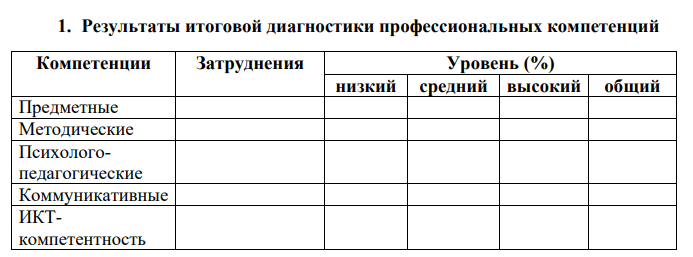 1. Результаты итоговой диагностики профессиональных компетенций
Компетенции Затруднения Уровень (%)
низкий средний высокий общий
Предметные
Методические
Психолого-
педагогические
Коммуникативные
ИКТ-
компетентность